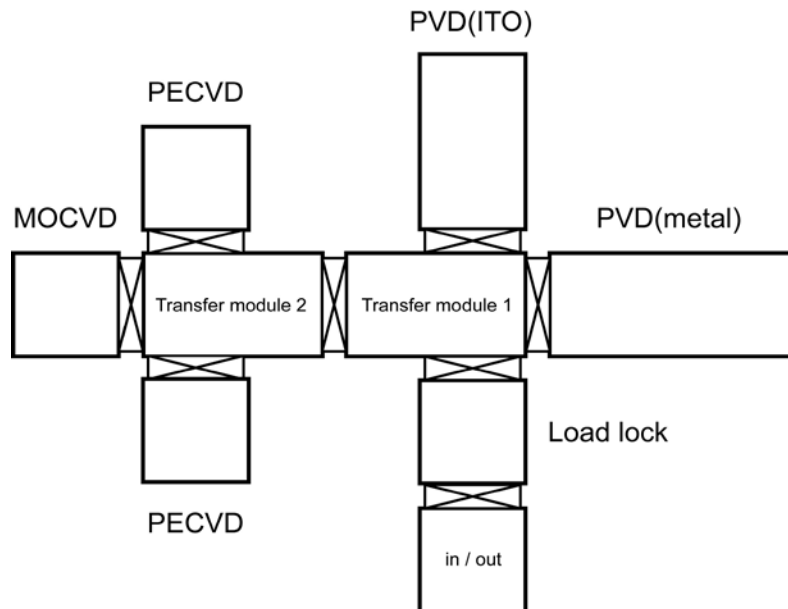 PVD(ITO)
PECVD
MOCVD
PVD(metal)
Transfer module 2
Transfer module 1
Load lock
PECVD
in / out